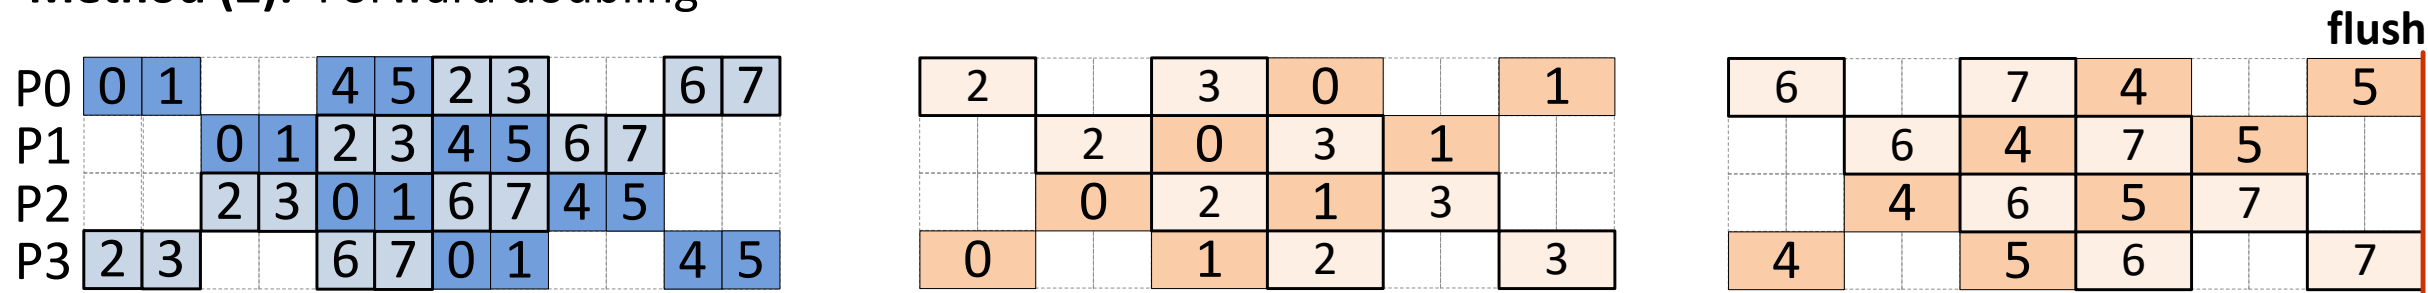 Method (2): Forward doubling
flush
P0 0 1 4 5 2 3 6 7 2 3 0 1 6 7 4 5
P1 0 1 2 3 4 5 6 7 2 0 3 1 6 4 7 5
P2 2 3 0 1 6 7 4 5 0 2 1 3 4 6 5 7
P3 2 3 6 7 0 1 4 5 0 1 2 3 4 5 6 7